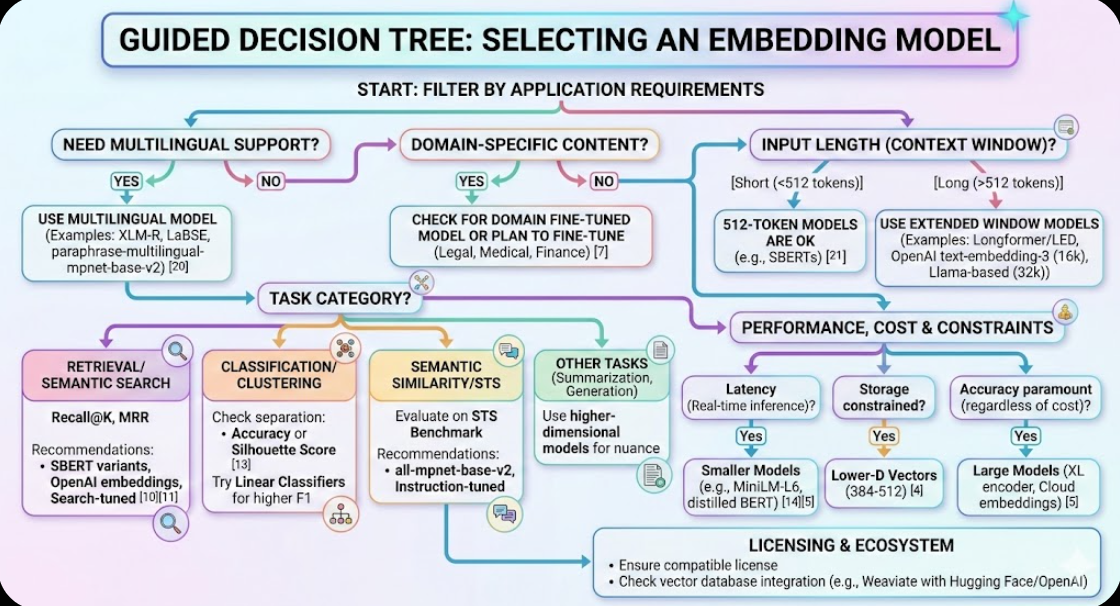 GUIDED DECISION TREE: SELECTING AN EMBEDDING MODEL
START: FILTER BY APPLICATION REQUIREMENTS
NEED MULTILINGUAL SUPPORT?
YES
NO
USE MULTILINGUAL MODEL
(Examples: XLM-R, LaBSE,
paraphrase-multilingual-
mpnet-base-v2) [20]
DOMAIN-SPECIFIC CONTENT?
YES
NO
CHECK FOR DOMAIN FINE-TUNED
MODEL OR PLAN TO FINE-TUNE
(Legal, Medical, Finance) [7]
INPUT LENGTH (CONTEXT WINDOW)?
[Short (<512 tokens)]
[Long (>512 tokens)]
512-TOKEN MODELS
ARE OK
(e.g., SBERTs) [21]
USE EXTENDED WINDOW MODELS
(Examples: Longformer/LED,
OpenAI text-embedding-3 (16k),
Llama-based (32k))
TASK CATEGORY?
RETRIEVAL/
SEMANTIC SEARCH
Recall@K, MRR
Recommendations:
• SBERT variants,
OpenAI embeddings,
Search-tuned [10][11]
CLASSIFICATION/
CLUSTERING
Check separation:
• Accuracy or
Silhouette Score
[13]
Try Linear Classifiers
for higher F1
SEMANTIC
SIMILARITY/STS
Evaluate on STS
Benchmark
Recommendations:
• all-mpnet-base-v2,
Instruction-tuned
OTHER TASKS
(Summarization,
Generation)
Use higher-
dimensional
models for nuance
PERFORMANCE, COST & CONSTRAINTS
Latency
(Real-time inference)?
Yes
Smaller Models
(e.g., MiniLM-L6,
distilled BERT) [14][5]
Storage
constrained?
Yes
Lower-D Vectors
(384-512) [4]
Accuracy paramount
(regardless of cost)?
Yes
Large Models (XL
encoder, Cloud
embeddings) [5]
LICENSING & ECOSYSTEM
• Ensure compatible license
• Check vector database integration (e.g., Weaviate with Hugging Face/OpenAI)